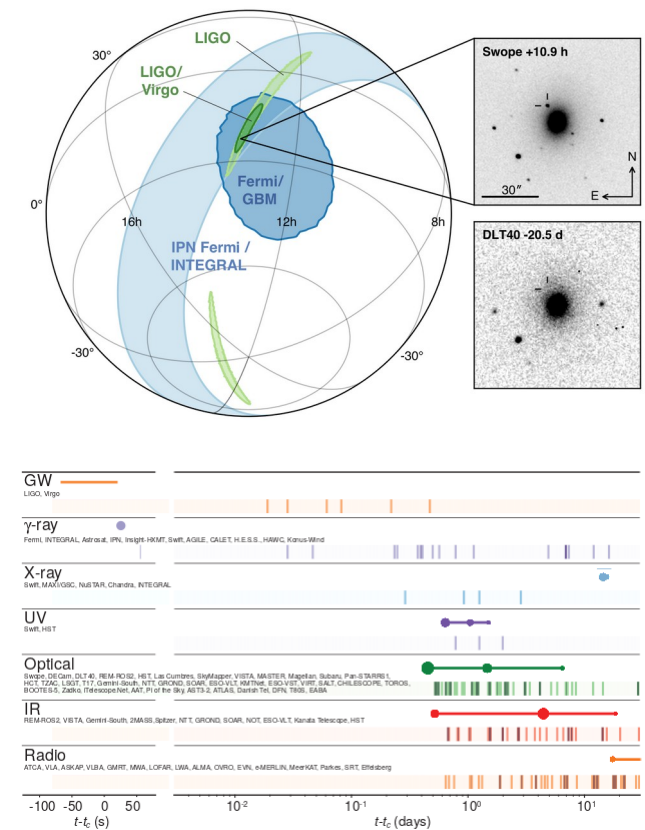 LIGO
Swope +10.9 h
30°
LIGO/
Virgo
N
Fermi/
GBM
30″
E
0°
16h
12h
8h
DLT40 -20.5 d
IPN Fermi /
INTEGRAL
-30°
-30°
GW
LIGO, Virgo
γ-ray
Fermi, INTEGRAL, Astrosat, IPN, Insight-HXMT, Swift, AGILE, CALET, H.E.S.S., HAWC, Konus-Wind
X-ray
Swift, MAXI/GSC, NuSTAR, Chandra, INTEGRAL
UV
Swift, HST
Optical
Swope, DECam, DLT40, REM-ROS2, HST, Las Cumbres, SkyMapper, VISTA, MASTER, Magellan, Subaru, Pan-STARRS1,
HCT, TZAC, LSGT, T17, Gemini-South, NTT, GROND, SOAR, ESO-VLT, KMTNet, ESO-VST, VIRT, SALT, CHILESCOPE, TOROS,
BOOTES-5, Zadko, iTelescope.Net, AAT, Pi of the Sky, AST3-2, ATLAS, Danish Tel, DFN, T80S, EABA
IR
REM-ROS2, VISTA, Gemini-South, 2MASS,Spitzer, NTT, GROND, SOAR, NOT, ESO-VLT, Kanata Telescope, HST
Radio
ATCA, VLA, ASKAP, VLBA, GMRT, MWA, LOFAR, LWA, ALMA, OVRO, EVN, e-MERLIN, MeerKAT, Parkes, SRT, Effelsberg
-100 -50 0 50 10⁻² 10⁻¹ 10⁰ 10¹
t-tc (s) t-tc (days)